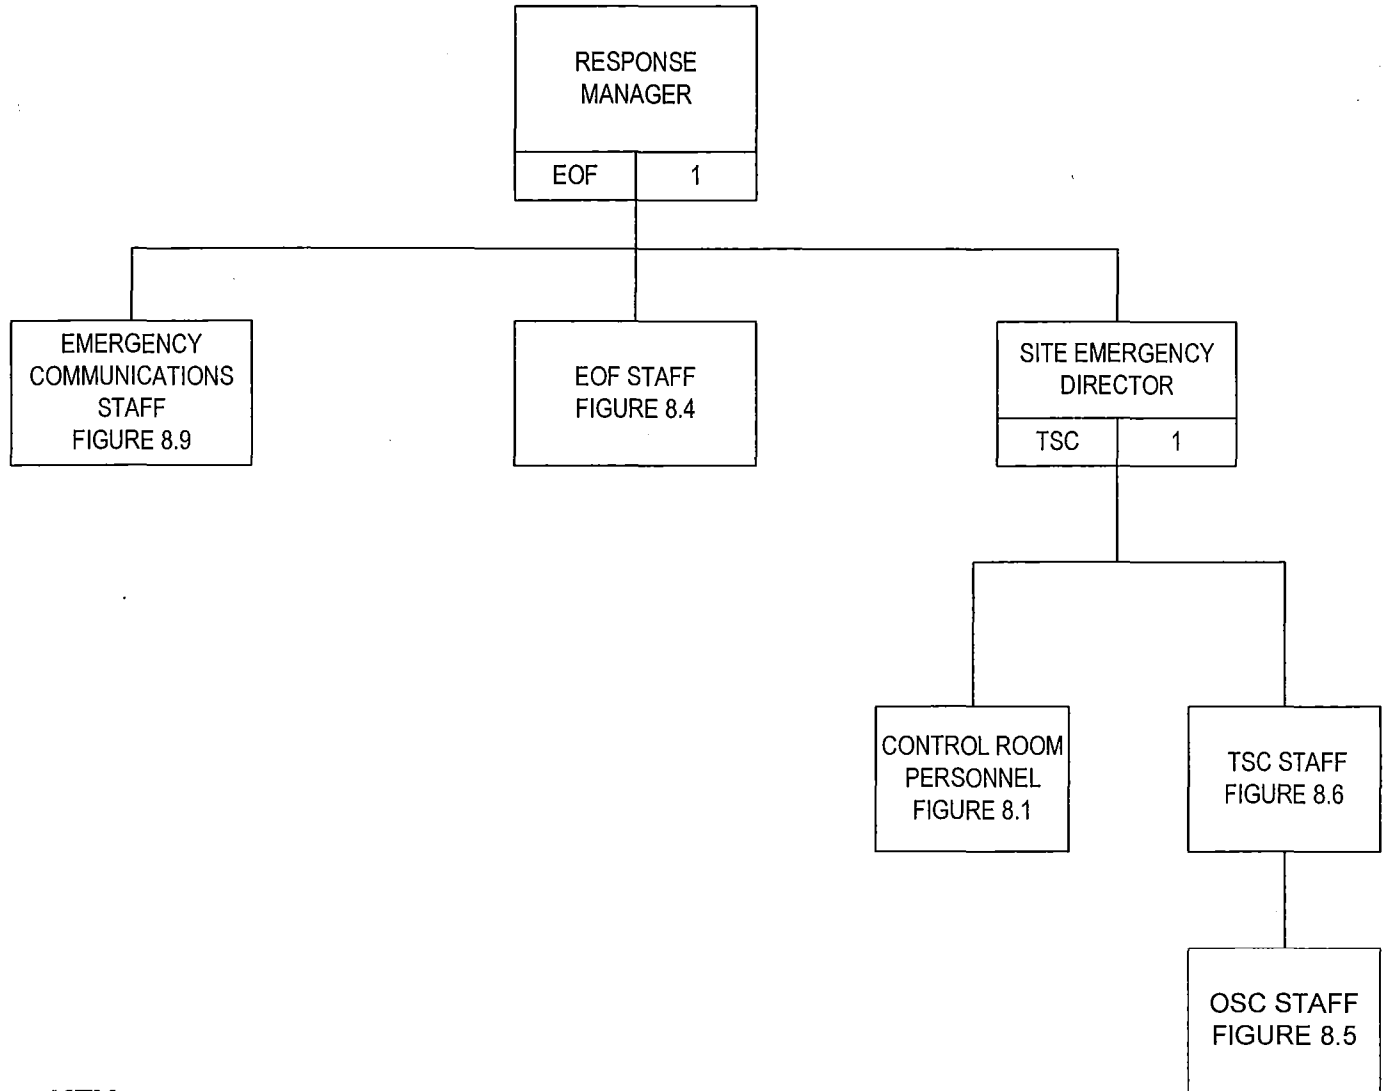 RESPONSE
MANAGER
EOF 1
EMERGENCY
COMMUNICATIONS
STAFF
FIGURE 8.9
EOF STAFF
FIGURE 8.4
SITE EMERGENCY
DIRECTOR
TSC 1
CONTROL ROOM
PERSONNEL
FIGURE 8.1
TSC STAFF
FIGURE 8.6
OSC STAFF
FIGURE 8.5